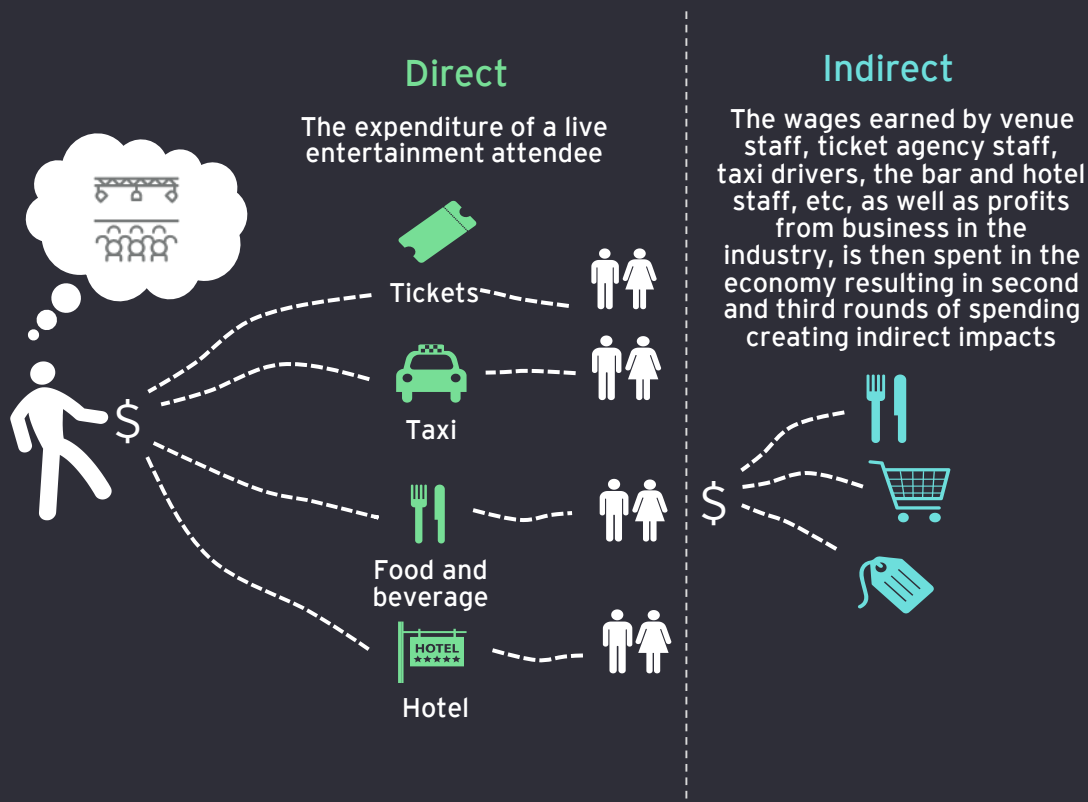 Direct
The expenditure of a live
entertainment attendee
Tickets
$
Taxi
Food and
beverage
HOTEL
Hotel
Indirect
The wages earned by venue
staff, ticket agency staff,
taxi drivers, the bar and hotel
staff, etc, as well as profits
from business in the
industry, is then spent in the
economy resulting in second
and third rounds of spending
creating indirect impacts
$